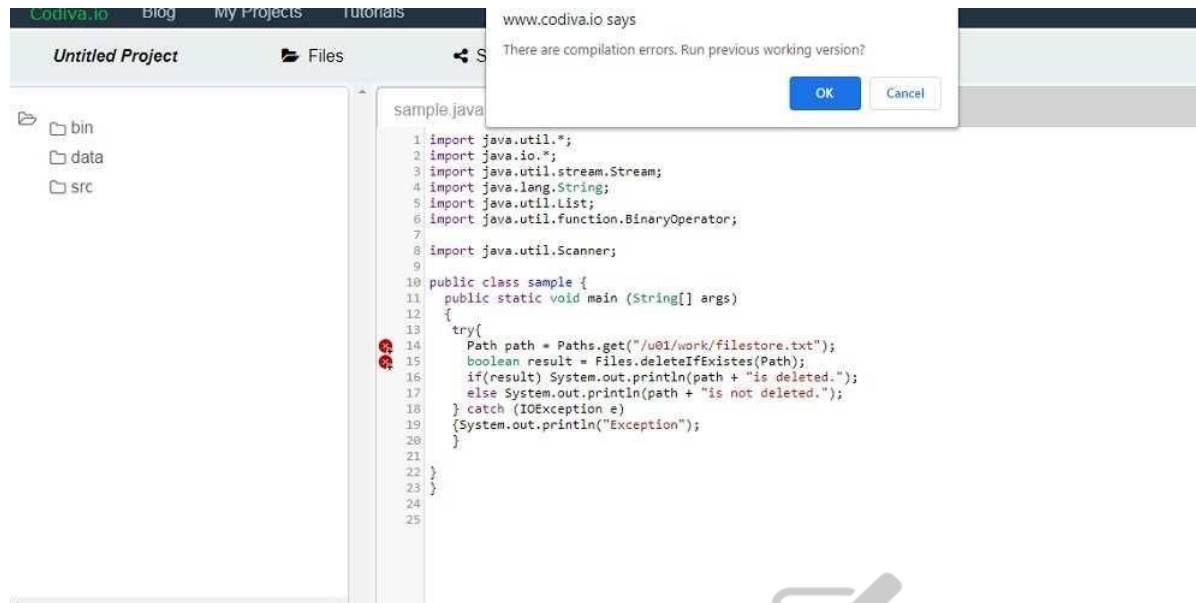 Codiva.io Blog My Projects Tutorials
www.codiva.io says
There are compilation errors. Run previous working version?
OK Cancel
Untitled Project Files S
bin
data
src
sample.java
1 import java.util.*;
2 import java.io.*;
3 import java.util.stream.Stream;
4 import java.lang.String;
5 import java.util.List;
6 import java.util.function.BinaryOperator;
7
8 import java.util.Scanner;
9
10 public class sample {
11 public static void main (String[] args)
12 {
13 try{
14 Path path = Paths.get("/u01/work/filestore.txt");
15 boolean result = Files.deleteIfExistes(Path);
16 if(result) System.out.println(path + "is deleted.");
17 else System.out.println(path + "is not deleted.");
18 } catch (IOException e)
19 {System.out.println("Exception");
20 }
21
22 }
23 }
24
25